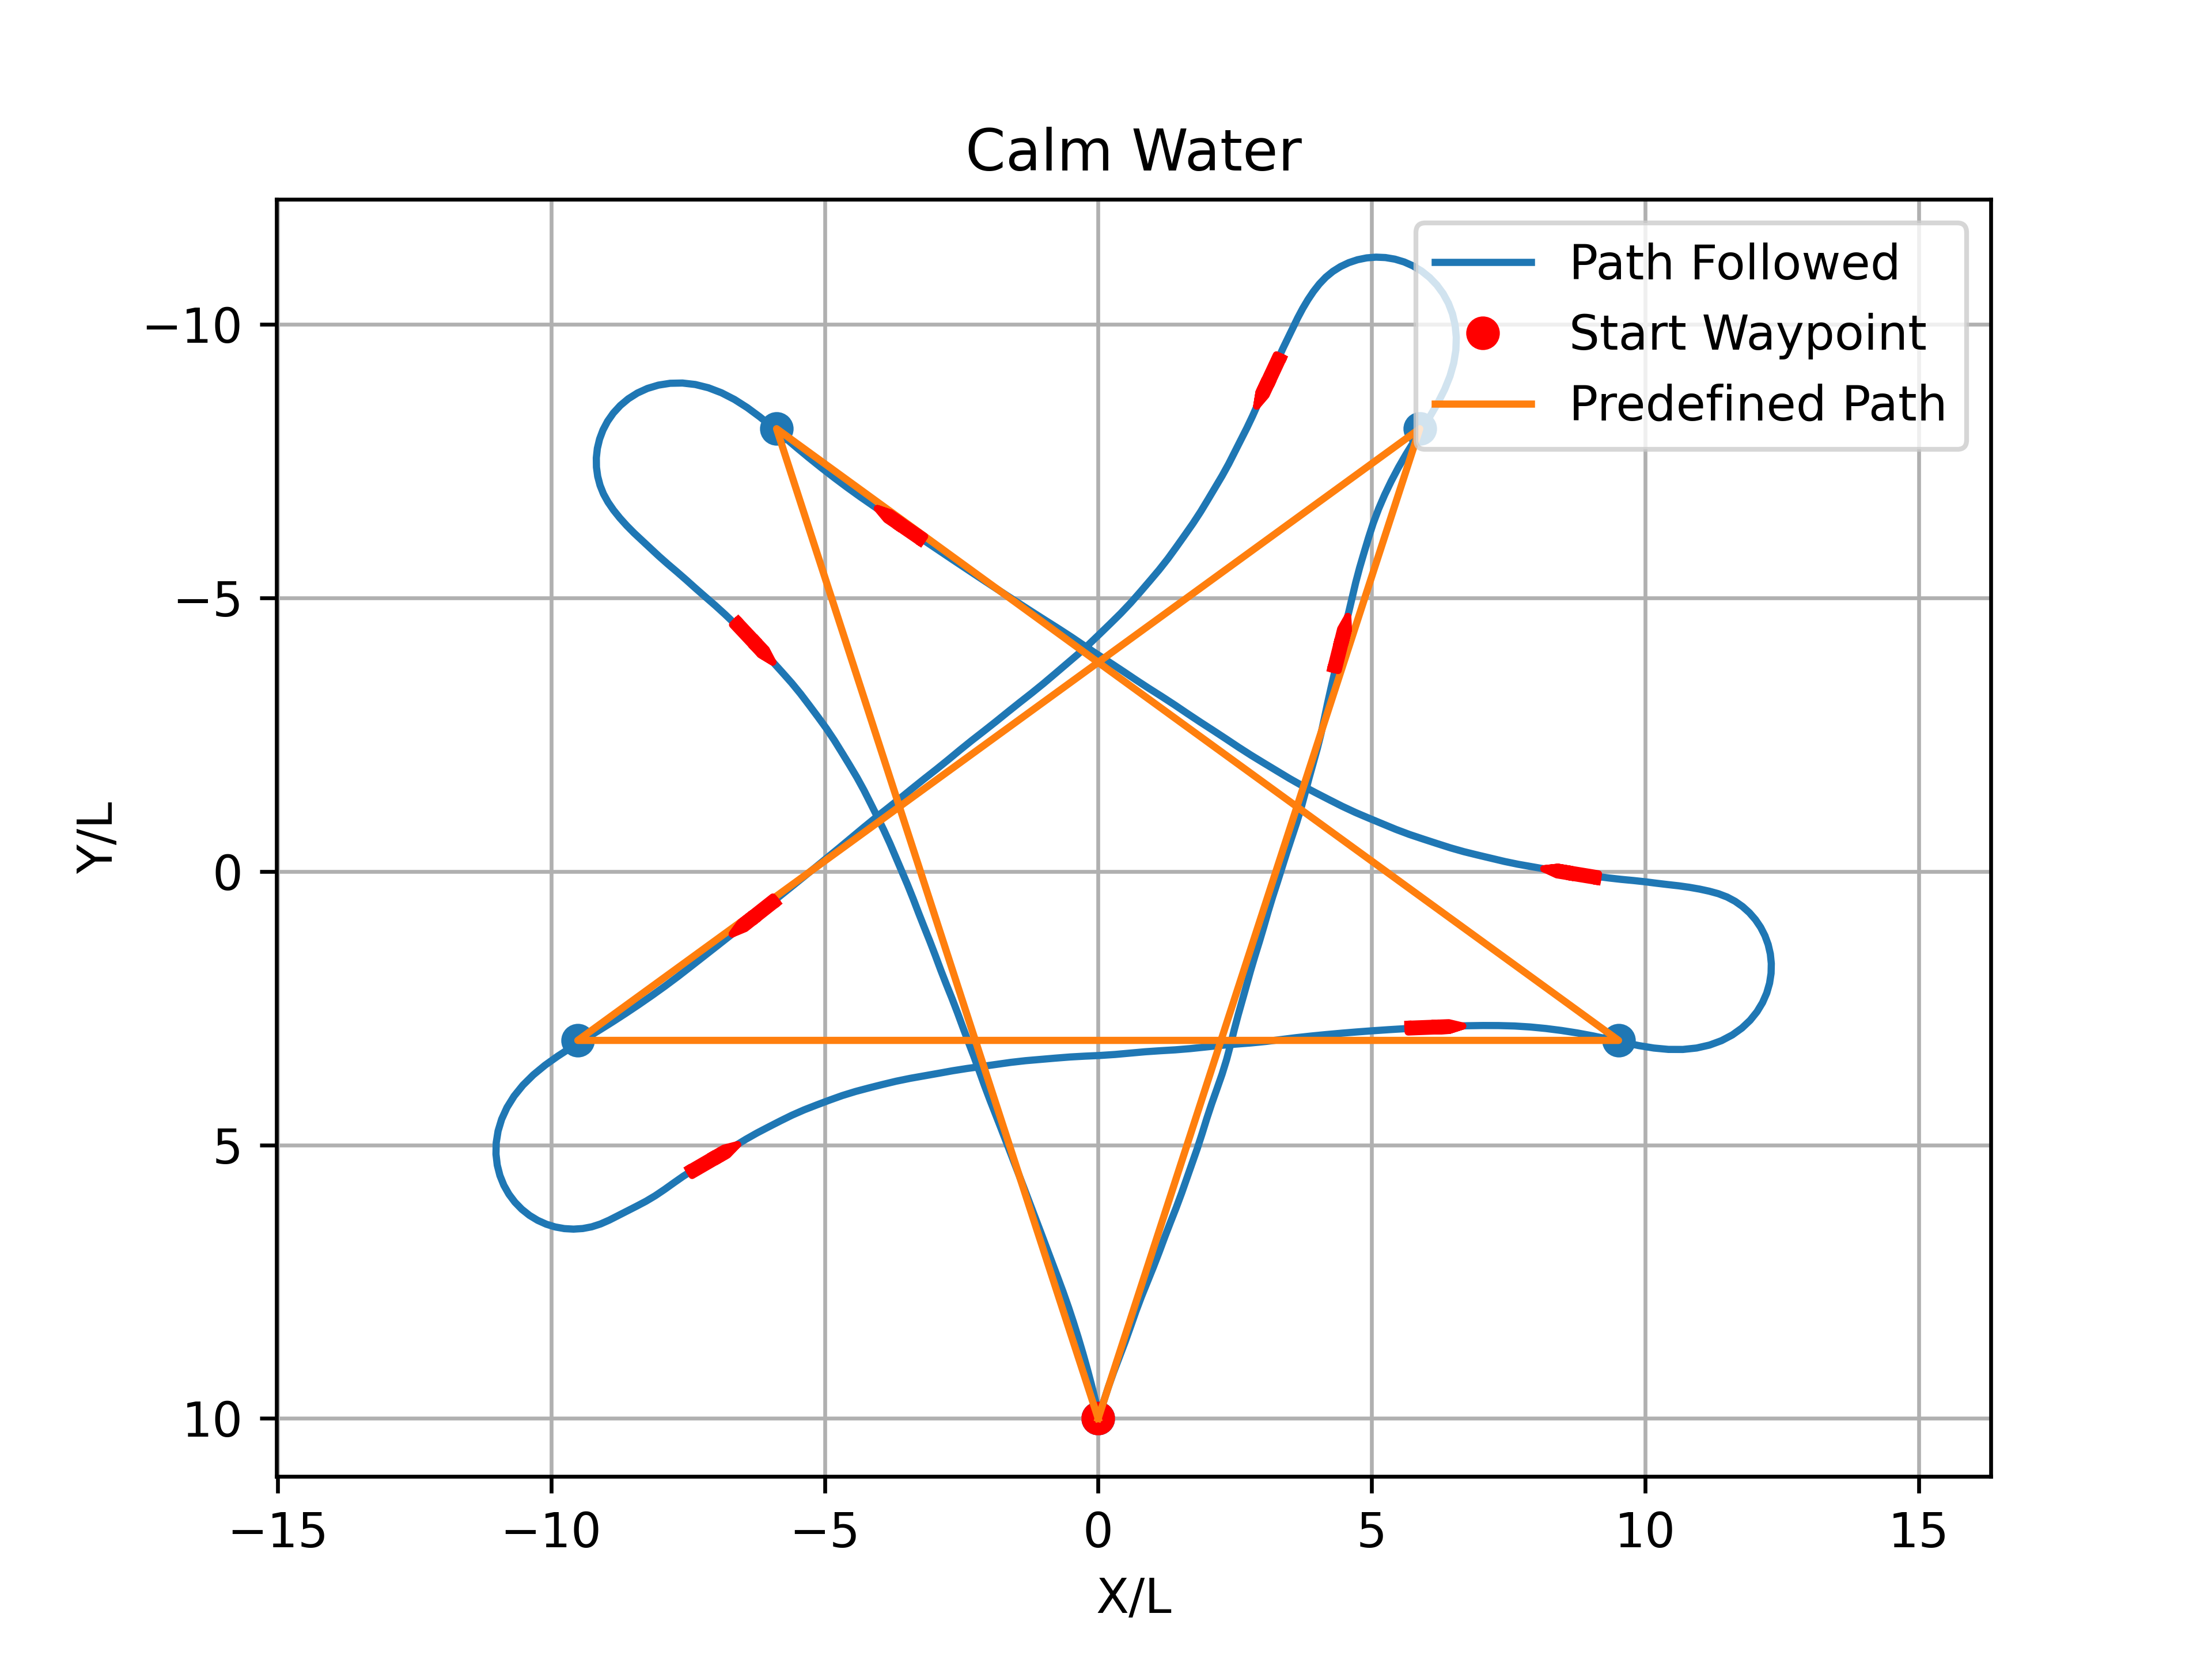 Calm Water
Path Followed
Start Waypoint
Predefined Path
−10
−5
0
5
10
Y/L
−15
−10
−5
0
5
10
15
X/L